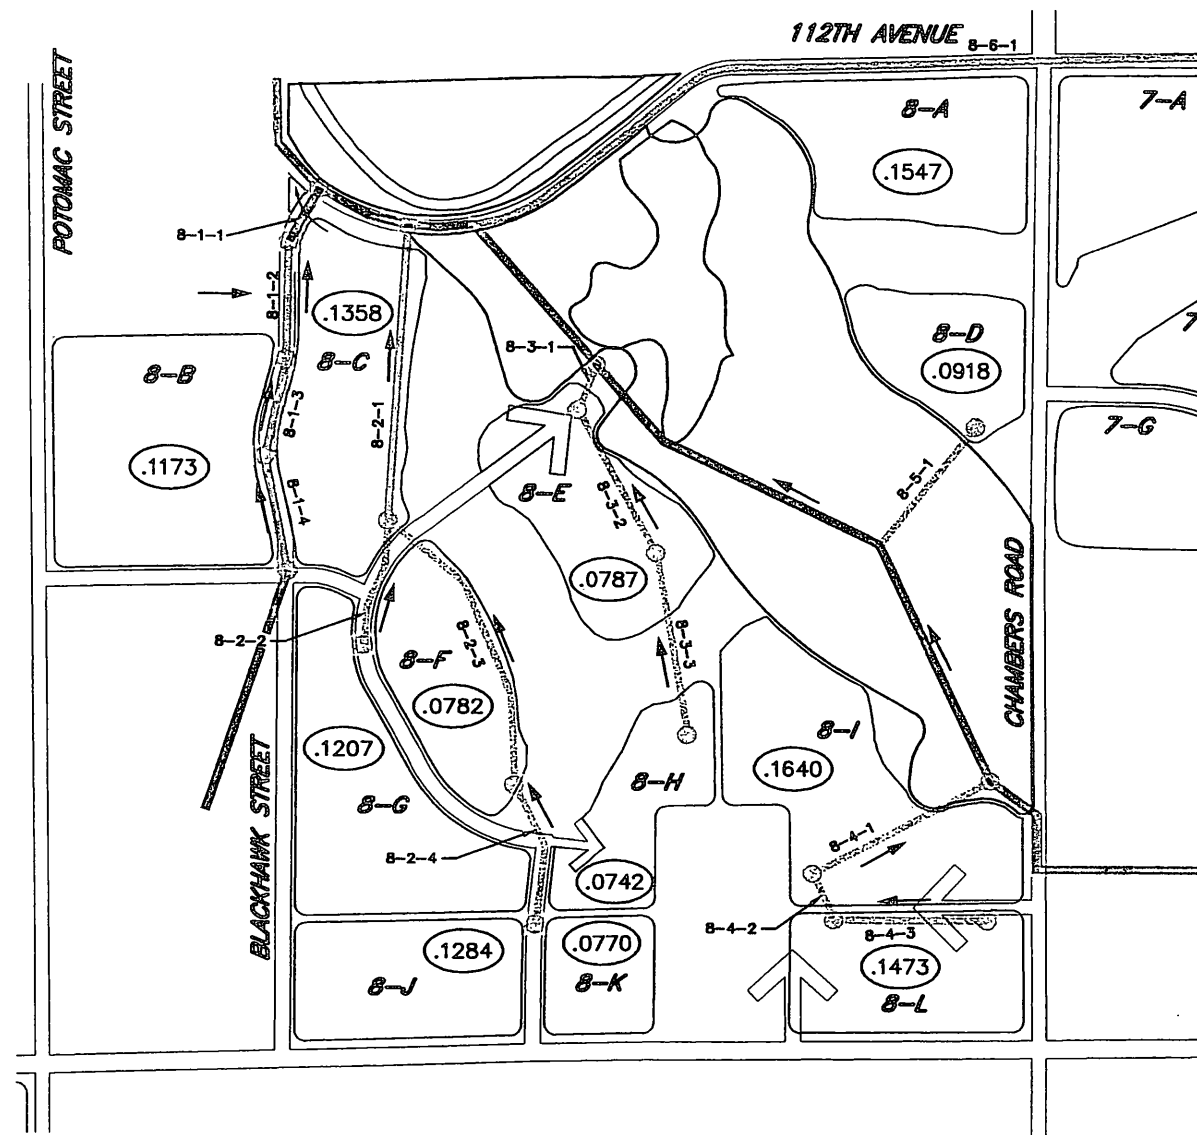 112TH AVENUE
8-6-1
POTOMAC STREET
8-A
7-A
.1547
8-1-1
8-1-2
.1358
8-C
8-3-1
8-D
.0918
7
8-B
8-1-3
8-2-1
7-G
.1173
8-1-4
8-E
8-3-2
8-5-1
.0787
CHAMBERS ROAD
8-2-2
8-F
8-2-3
8-3-3
.0782
.1207
8-I
.1640
8-H
8-G
BLACKHAWK STREET
8-2-4
8-4-1
.0742
8-4-2
8-4-3
.1284
.0770
.1473
8-J
8-K
8-L